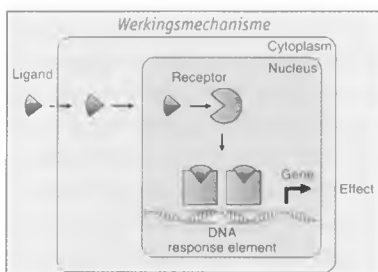 Werkingsmechanisme
Cytoplasm
Nucleus
Ligand
Receptor
Gene
Effect
DNA
response element